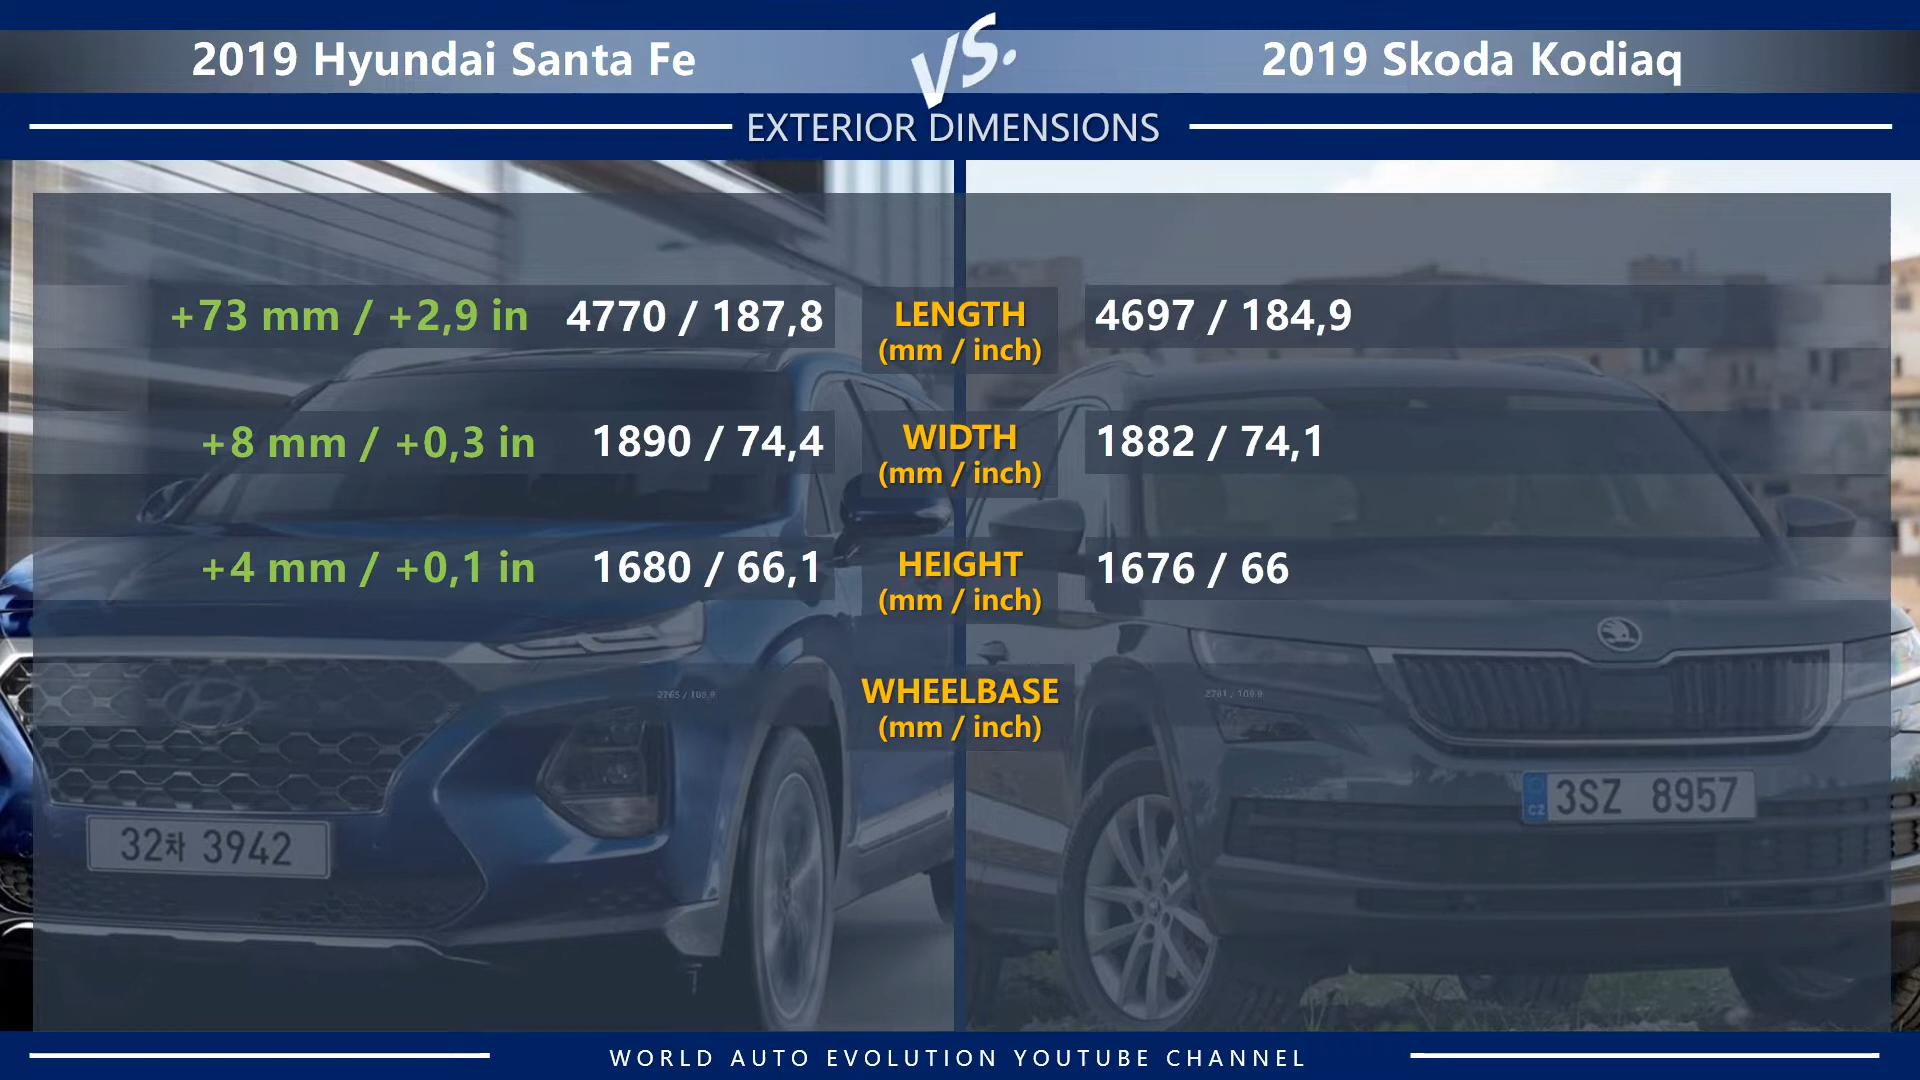 2019 Hyundai Santa Fe
VS.
2019 Skoda Kodiaq
EXTERIOR DIMENSIONS
+73 mm / +2,9 in 4770 / 187,8 LENGTH 4697 / 184,9
(mm / inch)
+8 mm / +0,3 in 1890 / 74,4 WIDTH 1882 / 74,1
(mm / inch)
+4 mm / +0,1 in 1680 / 66,1 HEIGHT 1676 / 66
(mm / inch)
WHEELBASE
(mm / inch)
32차 3942
CZ 3SZ 8957
WORLD AUTO EVOLUTION YOUTUBE CHANNEL